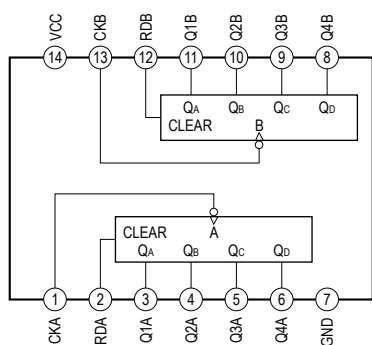 VCC CKB RDB Q1B Q2B Q3B Q4B
14 13 12 11 10 9 8
QA QB QC QD
CLEAR B
CLEAR A
QA QB QC QD
1 2 3 4 5 6 7
CKA RDA Q1A Q2A Q3A Q4A GND